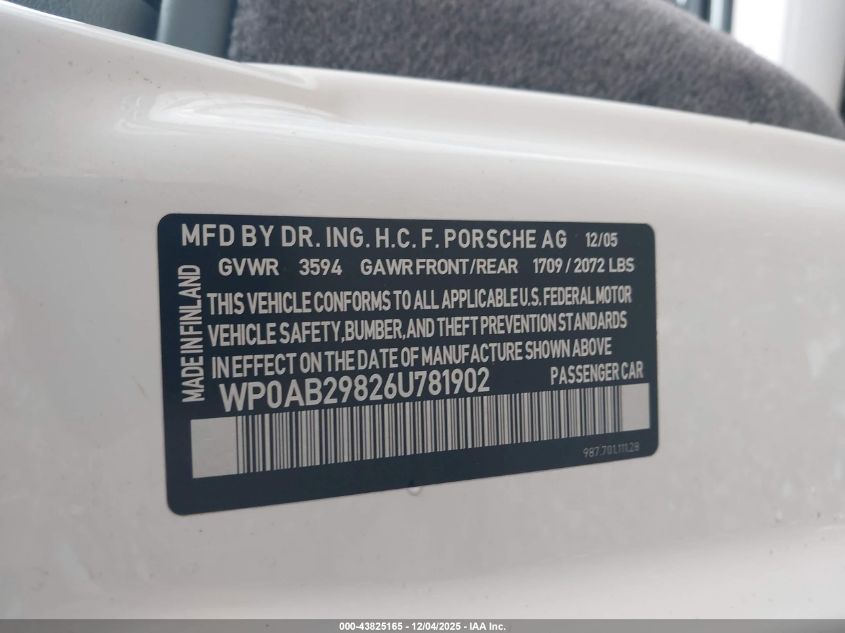 MFD BY DR. ING. H.C. F. PORSCHE AG 12/05
GVWR 3594 GAWR FRONT/REAR 1709 / 2072 LBS
MADE IN FINLAND
THIS VEHICLE CONFORMS TO ALL APPLICABLE U.S. FEDERAL MOTOR
VEHICLE SAFETY, BUMBER, AND THEFT PREVENTION STANDARDS
IN EFFECT ON THE DATE OF MANUFACTURE SHOWN ABOVE
WP0AB29826U781902 PASSENGER CAR
987.701.111.28
000-43825165 - 12/04/2025 - IAA Inc.